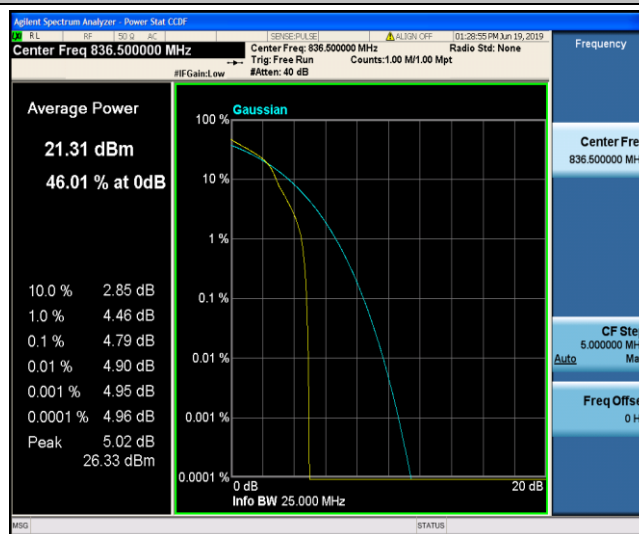 Agilent Spectrum Analyzer - Power Stat CCDF
RL RF 50 Ω AC SENSE:PULSE ALIGN OFF 01:28:55 PM Jun 19, 2019
Center Freq 836.500000 MHz
Center Freq: 836.500000 MHz Radio Std: None
Trig: Free Run Counts:1.00 M/1.00 Mpt
#IFGain:Low #Atten: 40 dB
Frequency
Average Power
21.31 dBm
46.01 % at 0dB
10.0 % 2.85 dB
1.0 % 4.46 dB
0.1 % 4.79 dB
0.01 % 4.90 dB
0.001 % 4.95 dB
0.0001 % 4.96 dB
Peak 5.02 dB
26.33 dBm
Gaussian
100 %
10 %
1 %
0.1 %
0.01 %
0.001 %
0.0001 %
0 dB 20 dB
Info BW 25.000 MHz
Center Fre
836.500000 MH
CF Ste
5.000000 MH
Auto Ma
Freq Offse
0 H
MSG STATUS